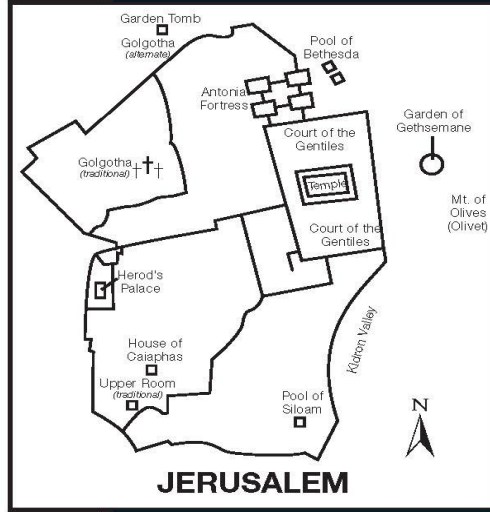 Garden Tomb
Golgotha
(alternate)
Pool of
Bethesda
Antonia
Fortress
Court of the
Gentiles
Garden of
Gethsemane
Golgotha
(traditional)
Temple
Mt. of
Olives
(Olivet)
Court of the
Gentiles
Herod's
Palace
Kidron Valley
House of
Caiaphas
Upper Room
(traditional)
Pool of
Siloam
N
JERUSALEM